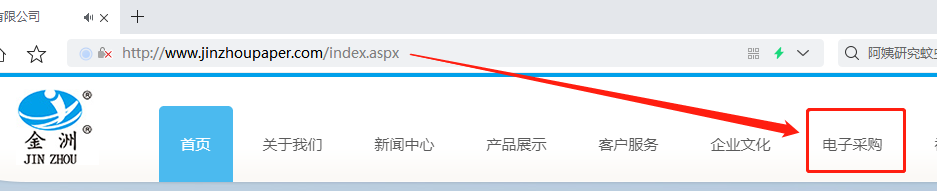 有限公司
http://www.jinzhoupaper.com/index.aspx
阿姨研究蚊
金洲
JIN ZHOU
首页 关于我们 新闻中心 产品展示 客户服务 企业文化 电子采购